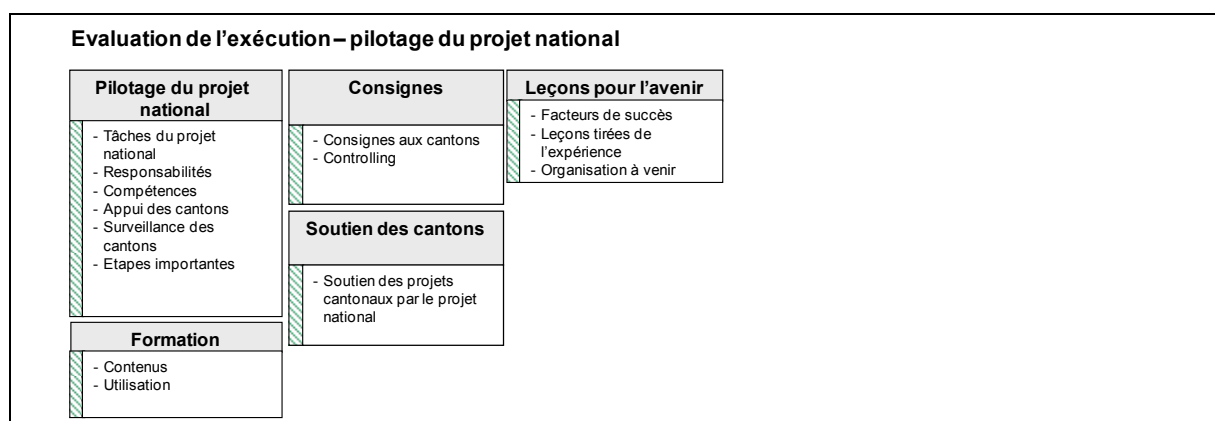 Evaluation de l'exécution – pilotage du projet national
Pilotage du projet
national
- Tâches du projet
national
- Responsabilités
- Compétences
- Appui des cantons
- Surveillance des
cantons
- Etapes importantes
Formation
- Contenus
- Utilisation
Consignes
- Consignes aux cantons
- Controlling
Soutien des cantons
- Soutien des projets
cantonaux par le projet
national
Leçons pour l'avenir
- Facteurs de succès
- Leçons tirées de
l'expérience
- Organisation à venir